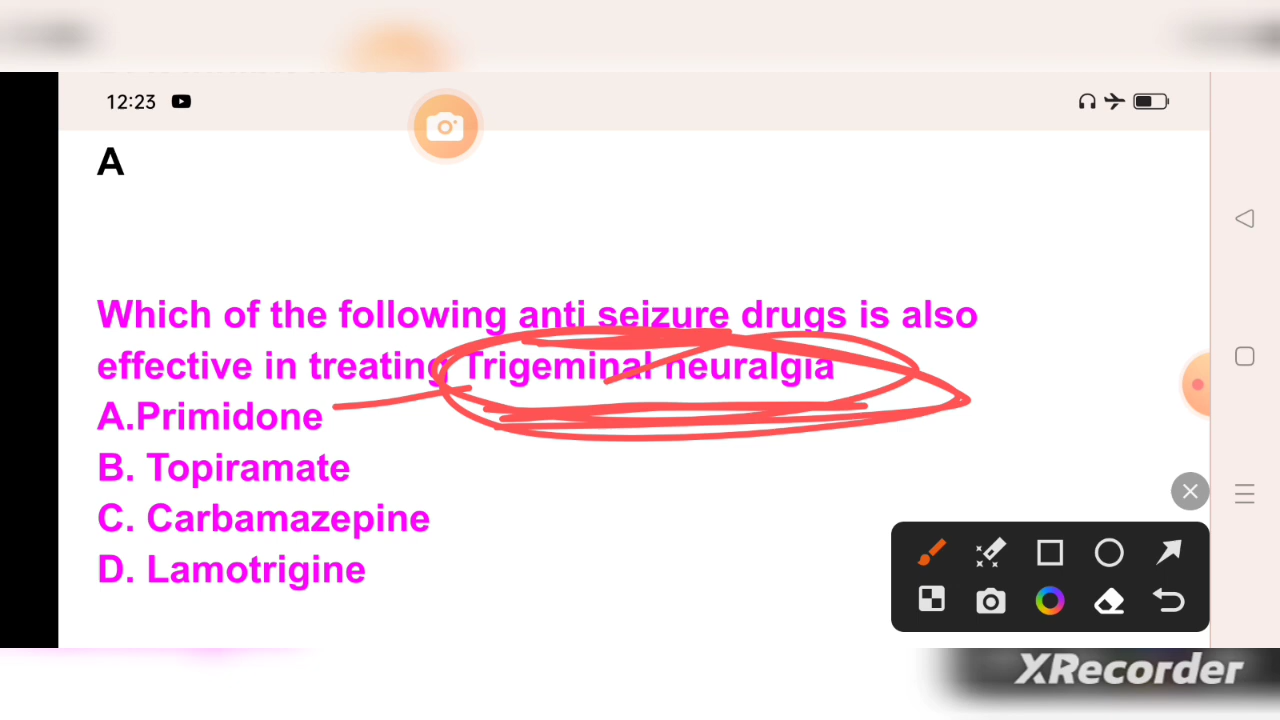 12:23
A
Which of the following anti seizure drugs is also
effective in treating Trigeminal neuralgia
A.Primidone
B. Topiramate
C. Carbamazepine
D. Lamotrigine
XRecorder